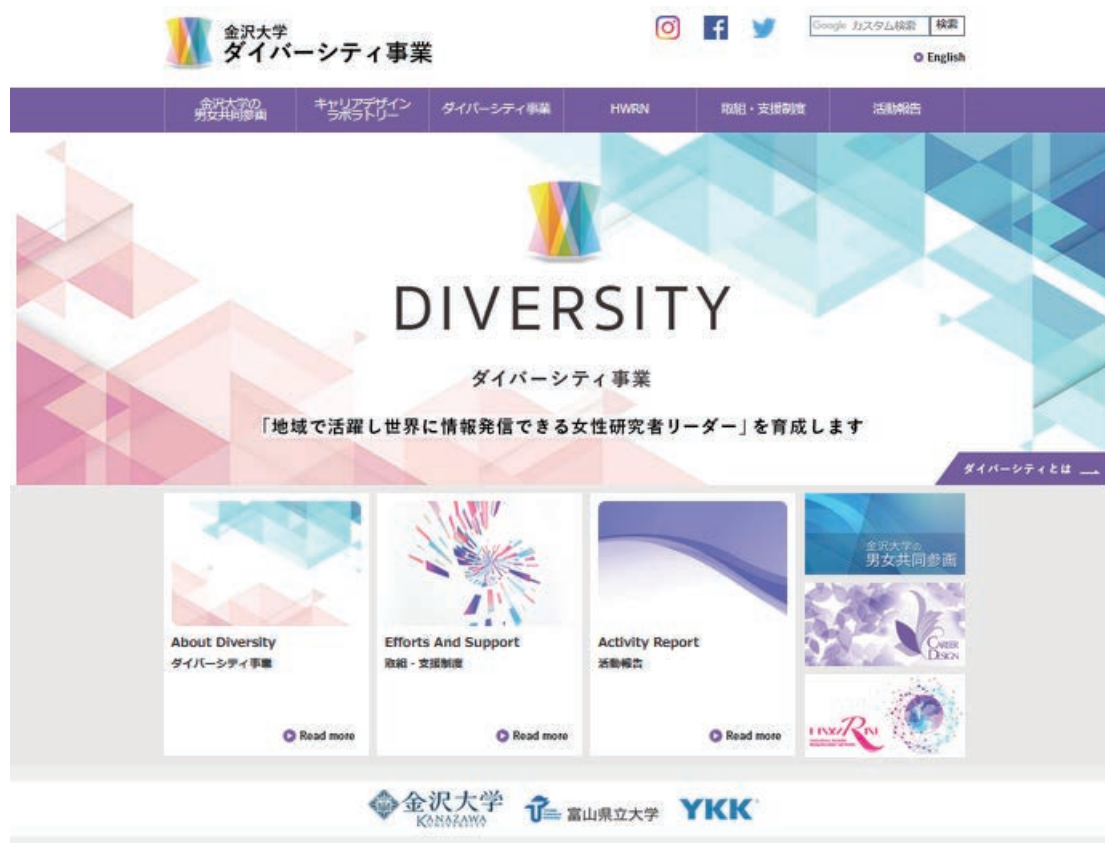 金沢大学
ダイバーシティ事業
Google カスタム検索
検索
English
金沢大学の
男女共同参画
キャリアデザイン
ラボラトリー
ダイバーシティ事業
HWRN
取組・支援制度
活動報告
DIVERSITY
ダイバーシティ事業
「地域で活躍し世界に情報発信できる女性研究者リーダー」を育成します
ダイバーシティとは
About Diversity
ダイバーシティ事業
Read more
Efforts And Support
取組・支援制度
Read more
Activity Report
活動報告
Read more
金沢大学の
男女共同参画
CAREER
DESIGN
金沢大学
KANAZAWA
UNIVERSITY
富山県立大学
YKK